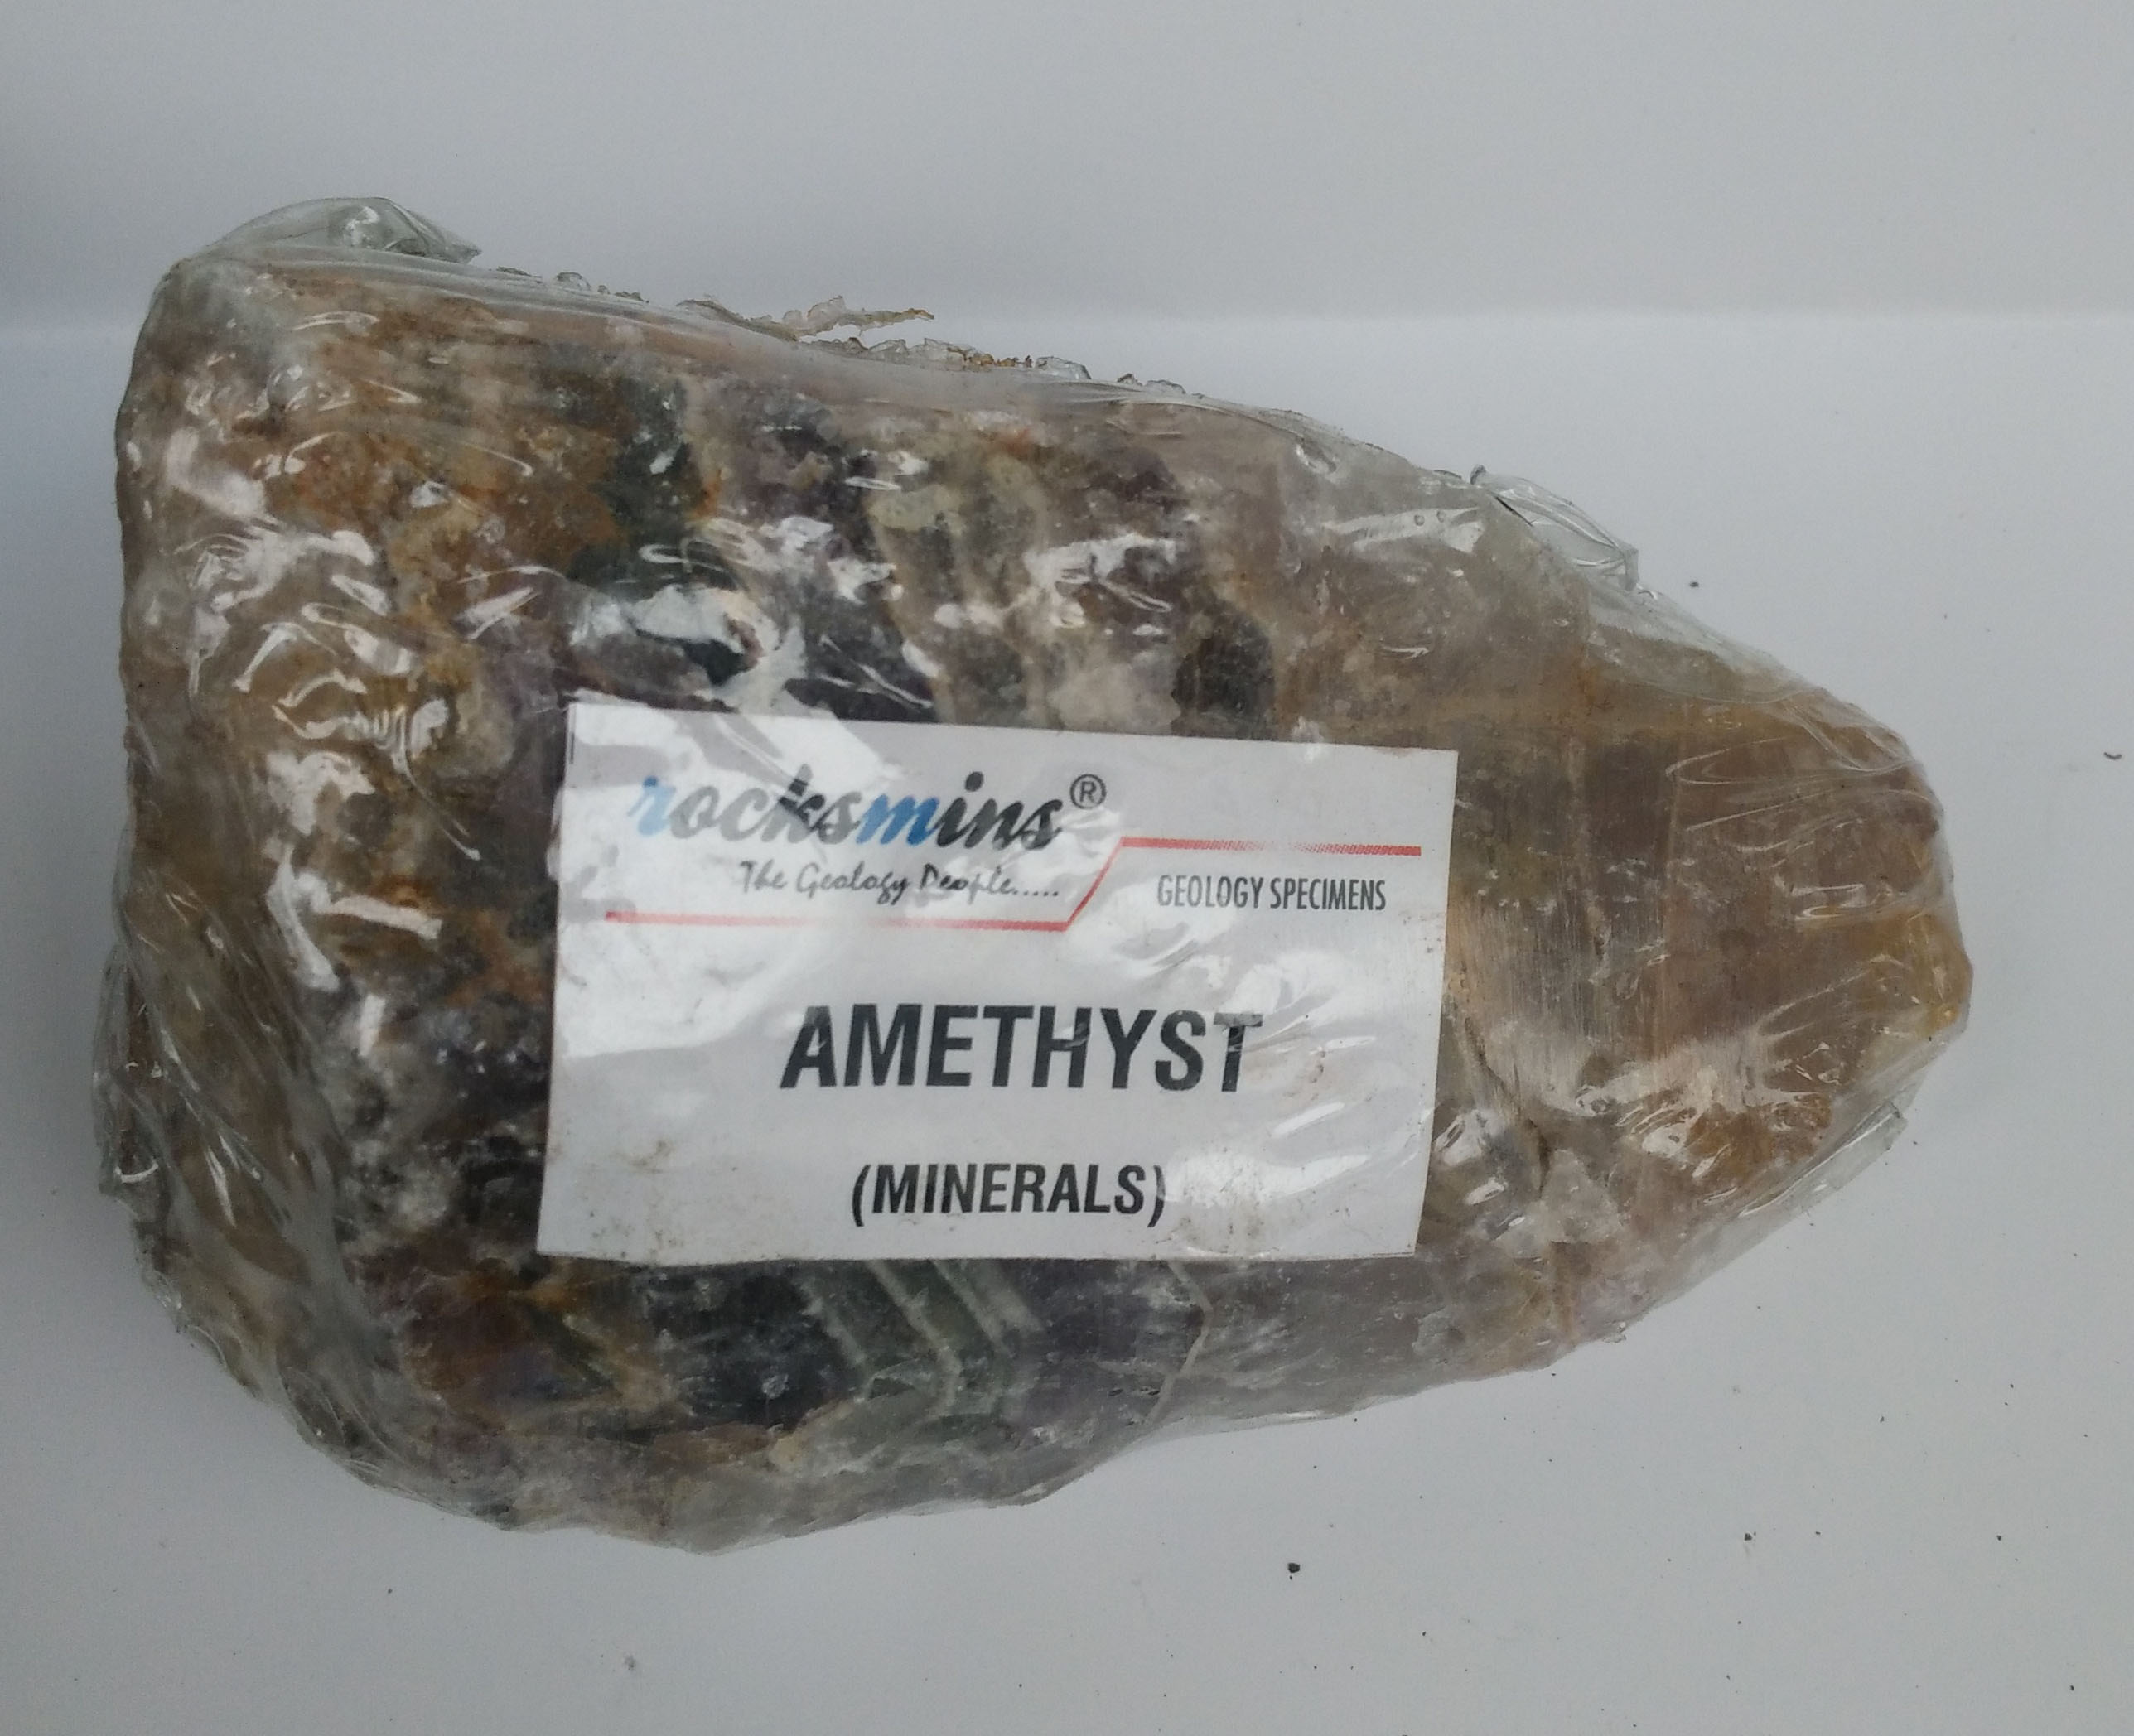 rocksmins®
The Geology People.....
GEOLOGY SPECIMENS
AMETHYST
(MINERALS)